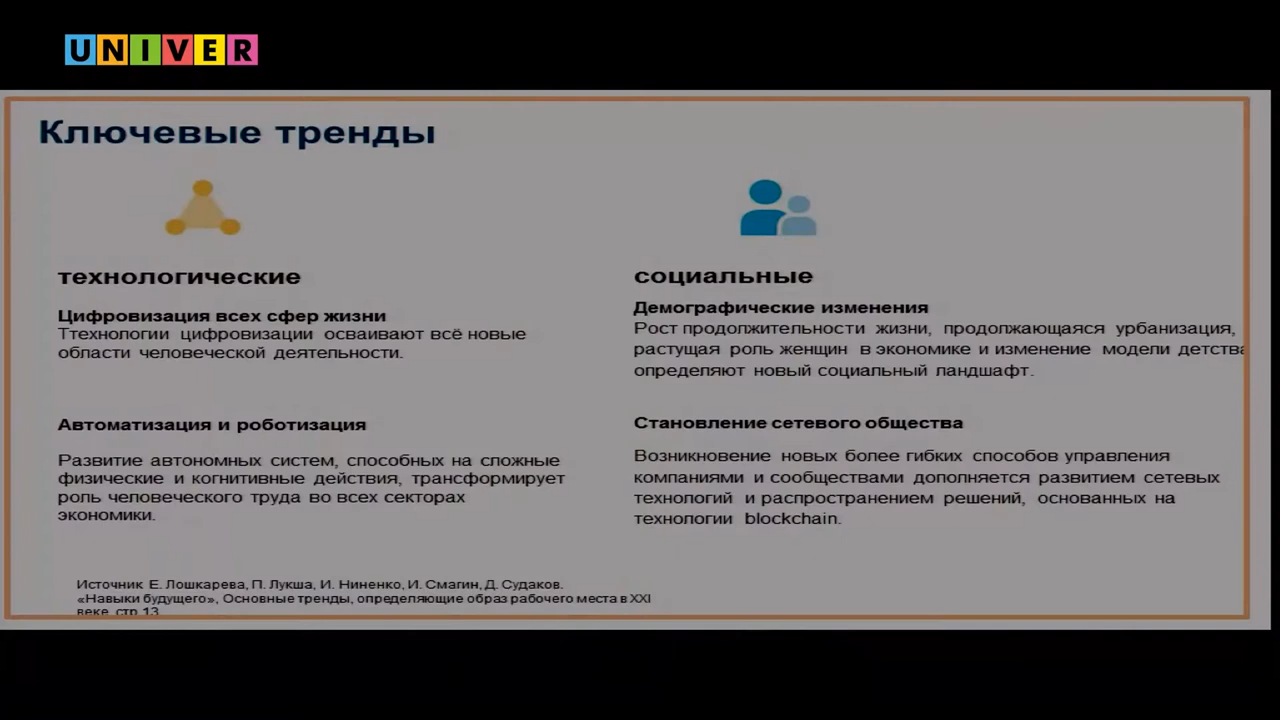 UNIVER
Ключевые тренды
технологические
Цифровизация всех сфер жизни
Ттехнологии цифровизации осваивают всё новые
области человеческой деятельности.
Автоматизация и роботизация
Развитие автономных систем, способных на сложные
физические и когнитивные действия, трансформирует
роль человеческого труда во всех секторах
экономики.
социальные
Демографические изменения
Рост продолжительности жизни, продолжающаяся урбанизация,
растущая роль женщин в экономике и изменение модели детства
определяют новый социальный ландшафт.
Становление сетевого общества
Возникновение новых более гибких способов управления
компаниями и сообществами дополняется развитием сетевых
технологий и распространением решений, основанных на
технологии blockchain.
Источник Е. Лошкарева, П. Лукша, И. Ниненко, И. Смагин, Д. Судаков.
«Навыки будущего», Основные тренды, определяющие образ рабочего места в XXI
веке, стр 13